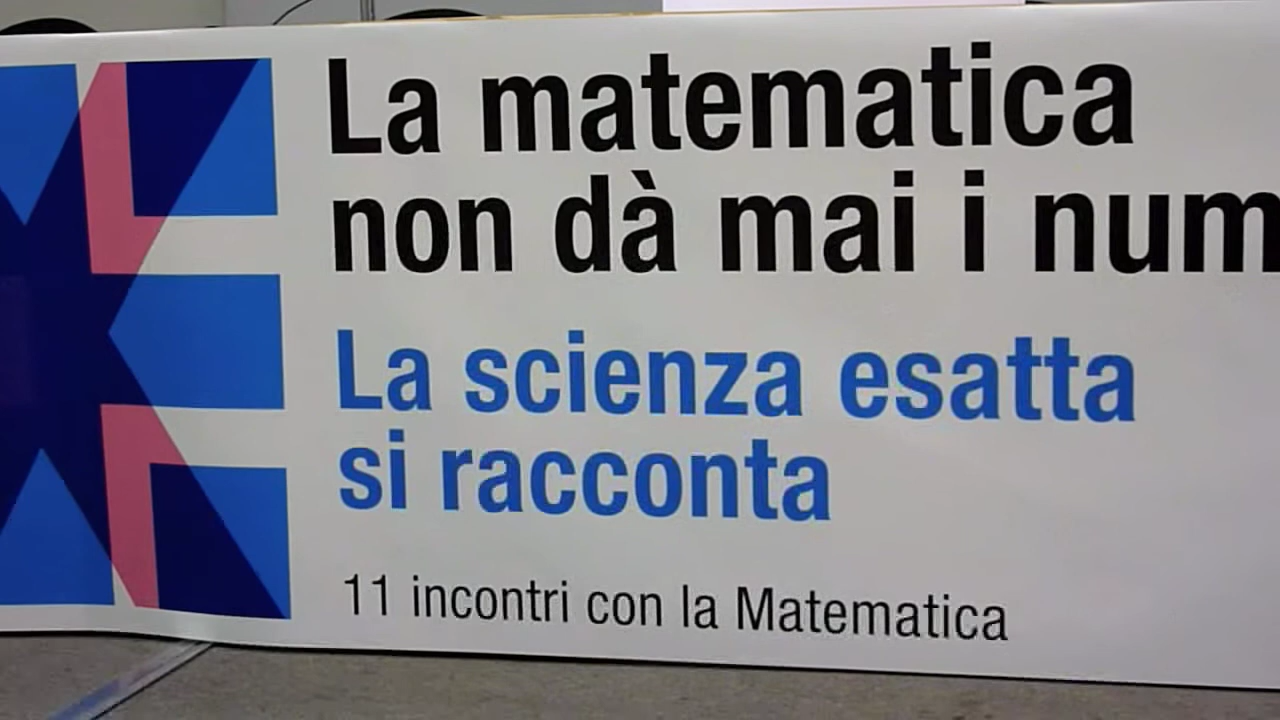 La matematica
non dà mai i num
La scienza esatta
si racconta
11 incontri con la Matematica